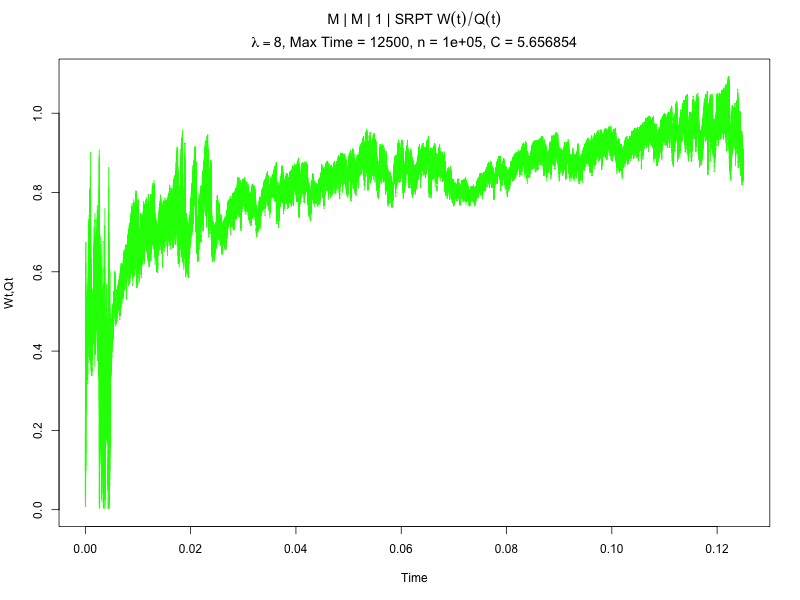 M | M | 1 | SRPT W(t)/Q(t)
λ = 8, Max Time = 12500, n = 1e+05, C = 5.656854
Wt,Qt
1.0
0.8
0.6
0.4
0.2
0.0
0.00 0.02 0.04 0.06 0.08 0.10 0.12
Time